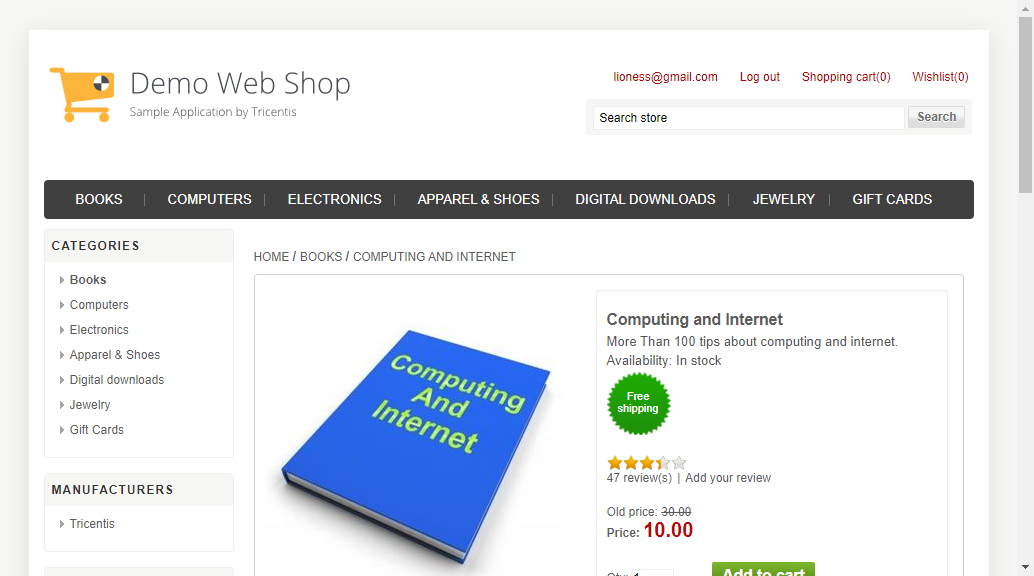 Demo Web Shop
Sample Application by Tricentis
lioness@gmail.com Log out Shopping cart(0) Wishlist(0)
Search store Search
BOOKS COMPUTERS ELECTRONICS APPAREL & SHOES DIGITAL DOWNLOADS JEWELRY GIFT CARDS
CATEGORIES
Books
Computers
Electronics
Apparel & Shoes
Digital downloads
Jewelry
Gift Cards
MANUFACTURERS
Tricentis
HOME / BOOKS / COMPUTING AND INTERNET
Computing
And
Internet
Computing and Internet
More Than 100 tips about computing and internet.
Availability: In stock
Free
shipping
47 review(s) | Add your review
Old price: 30.00
Price: 10.00
Qty: 1 Add to cart